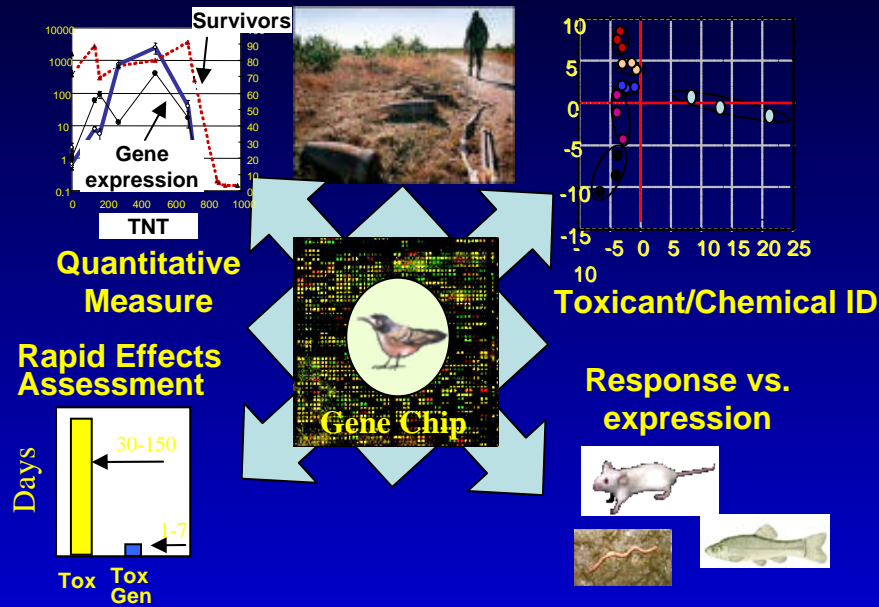 Survivors
10000
1000
100
10
1
0.1
100
90
80
70
60
50
40
30
20
10
0
Gene
expression
0 200 400 600 800 1000
TNT
Quantitative
Measure
10
5
0
-5
-10
-15
-
10
-5 0 5 10 15 20 25
Toxicant/Chemical ID
Gene Chip
Rapid Effects
Assessment
Days
30-150
1-7
Tox
Tox
Gen
Response vs.
expression